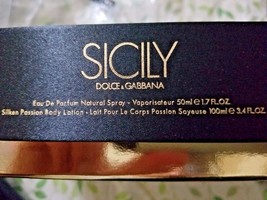 SICILY
DOLCE & GABBANA
Eau De Parfum Natural Spray - Vaporisateur 50ml e 1.7 FL.OZ.
Silken Passion Body Lotion - Lait Pour Le Corps Passion Soyeuse 100ml e 3.4 FL.OZ.